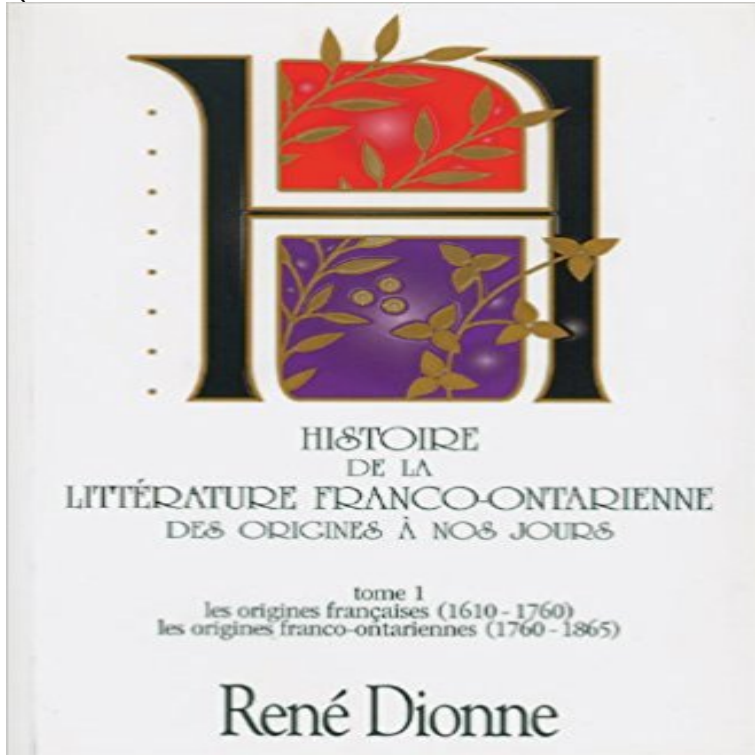 H
HISTOIRE
DE LA
LITTÉRATURE FRANCO-ONTARIENNE
DES ORIGINES À NOS JOURS
tome 1
les origines françaises (1610-1760)
les origines franco-ontariennes (1760-1865)
René Dionne